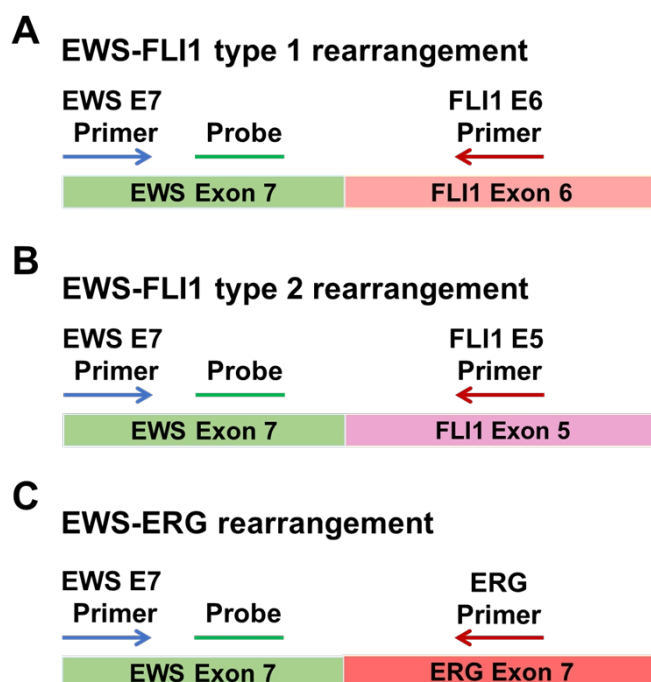 A
EWS-FLI1 type 1 rearrangement
EWS E7 FLI1 E6
Primer Probe Primer
EWS Exon 7 FLI1 Exon 6
B
EWS-FLI1 type 2 rearrangement
EWS E7 FLI1 E5
Primer Probe Primer
EWS Exon 7 FLI1 Exon 5
C
EWS-ERG rearrangement
EWS E7 ERG
Primer Probe Primer
EWS Exon 7 ERG Exon 7